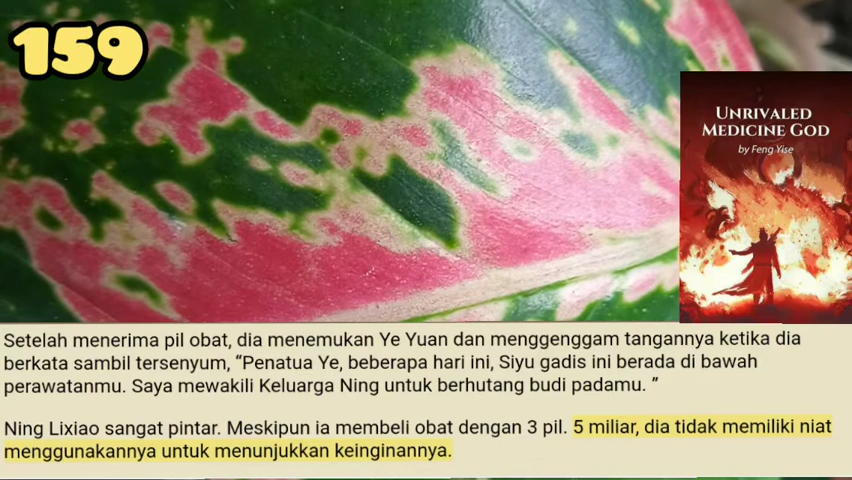 159
UNRIVALED
MEDICINE GOD
by Feng Yise
Setelah menerima pil obat, dia menemukan Ye Yuan dan menggenggam tangannya ketika dia
berkata sambil tersenyum, “Penatua Ye, beberapa hari ini, Siyu gadis ini berada di bawah
perawatanmu. Saya mewakili Keluarga Ning untuk berhutang budi padamu. ”
Ning Lixiao sangat pintar. Meskipun ia membeli obat dengan 3 pil. 5 miliar, dia tidak memiliki niat
menggunakannya untuk menunjukkan keinginannya.